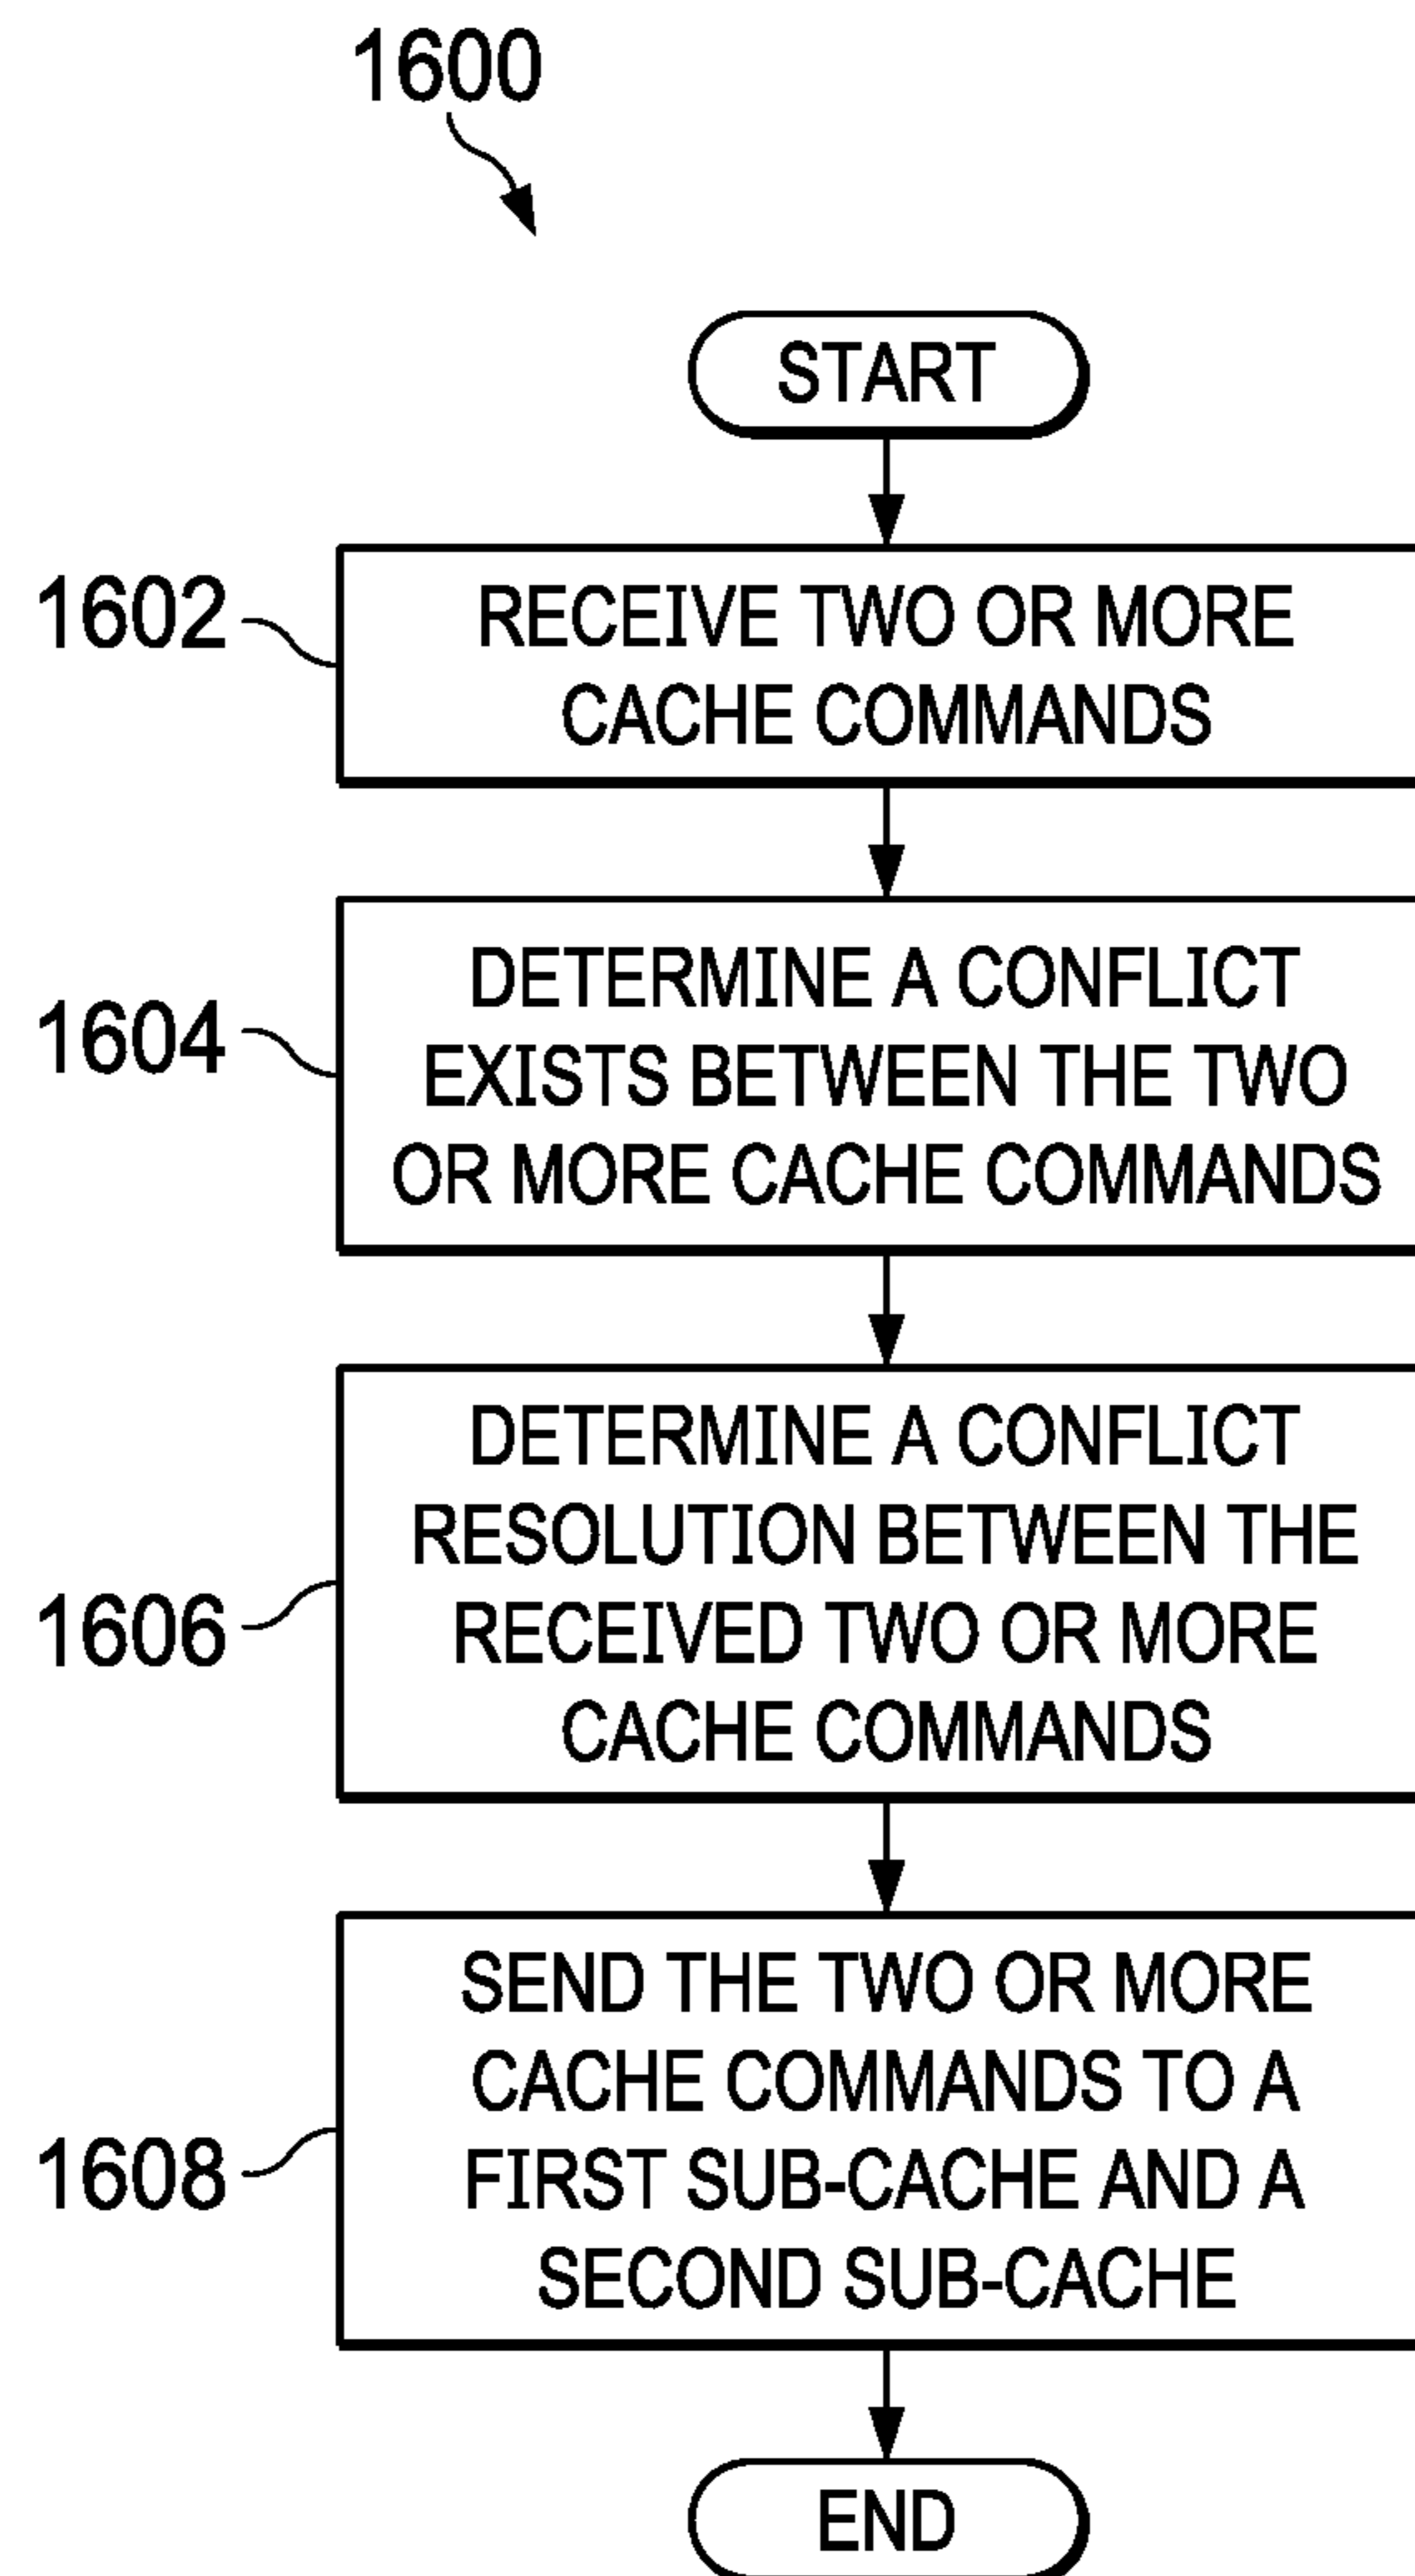 1600
START
1602
RECEIVE TWO OR MORE
CACHE COMMANDS
1604
DETERMINE A CONFLICT
EXISTS BETWEEN THE TWO
OR MORE CACHE COMMANDS
1606
DETERMINE A CONFLICT
RESOLUTION BETWEEN THE
RECEIVED TWO OR MORE
CACHE COMMANDS
1608
SEND THE TWO OR MORE
CACHE COMMANDS TO A
FIRST SUB-CACHE AND A
SECOND SUB-CACHE
END